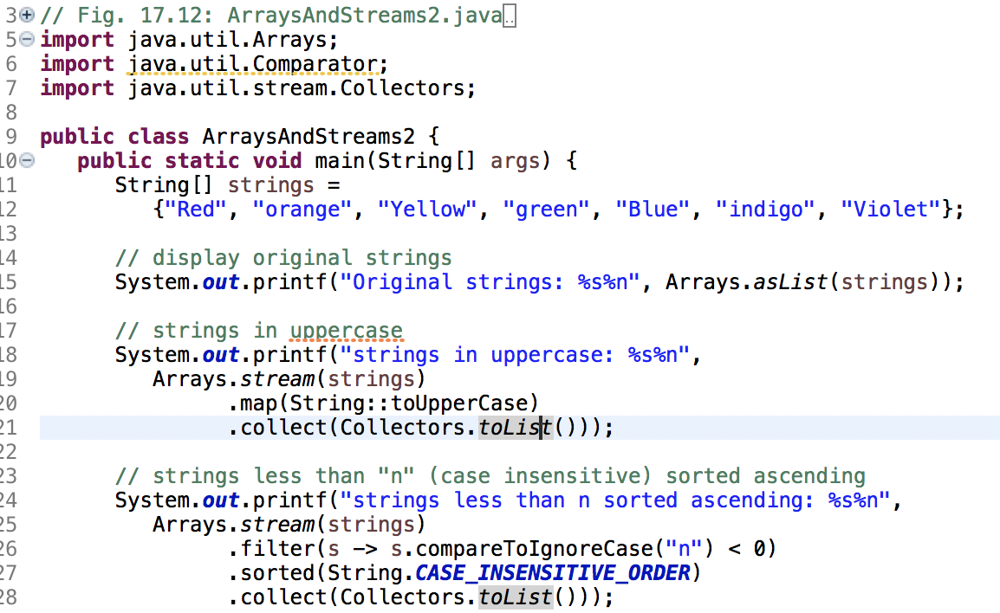 3 // Fig. 17.12: ArraysAndStreams2.java..
5 import java.util.Arrays;
6 import java.util.Comparator;
7 import java.util.stream.Collectors;
8
9 public class ArraysAndStreams2 {
10 public static void main(String[] args) {
11 String[] strings =
12 {"Red", "orange", "Yellow", "green", "Blue", "indigo", "Violet"};
13
14 // display original strings
15 System.out.printf("Original strings: %s%n", Arrays.asList(strings));
16
17 // strings in uppercase
18 System.out.printf("strings in uppercase: %s%n",
19 Arrays.stream(strings)
20 .map(String::toUpperCase)
21 .collect(Collectors.toList()));
22
23 // strings less than "n" (case insensitive) sorted ascending
24 System.out.printf("strings less than n sorted ascending: %s%n",
25 Arrays.stream(strings)
26 .filter(s -> s.compareToIgnoreCase("n") < 0)
27 .sorted(String.CASE_INSENSITIVE_ORDER)
28 .collect(Collectors.toList()));